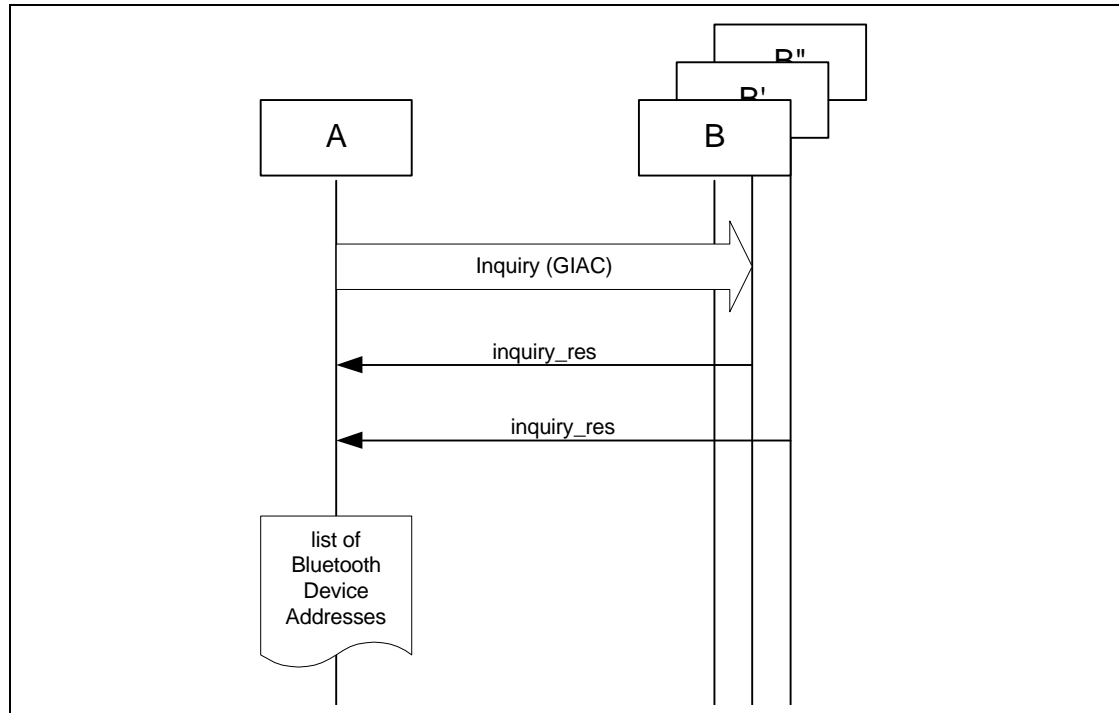 B"
B'
A
B
Inquiry (GIAC)
inquiry_res
inquiry_res
list of
Bluetooth
Device
Addresses